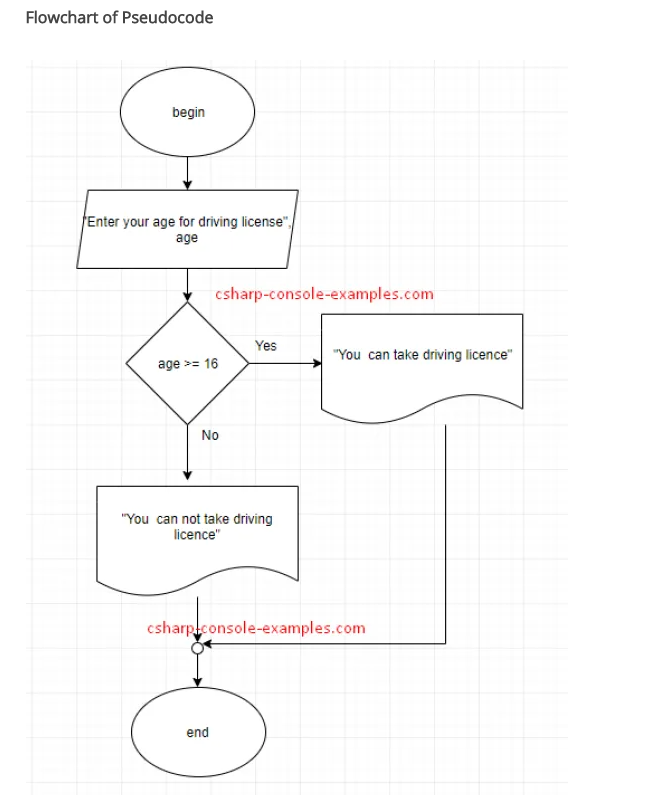 Flowchart of Pseudocode
begin
"Enter your age for driving license",
age
csharp-console-examples.com
Yes
"You can take driving licence"
age >= 16
No
"You can not take driving
licence"
csharp-console-examples.com
end